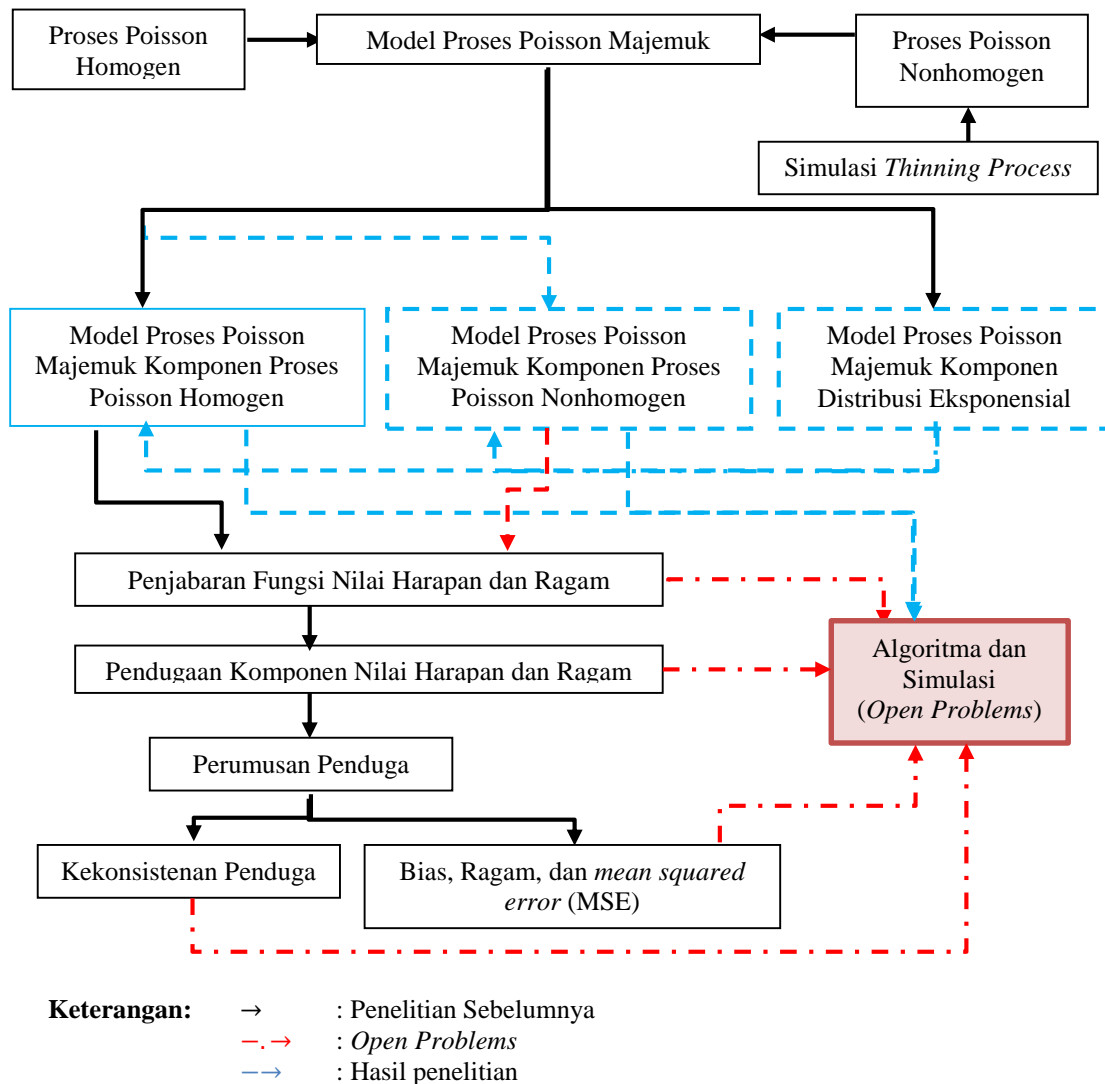 Proses Poisson
Homogen
Model Proses Poisson Majemuk
Proses Poisson
Nonhomogen
Simulasi Thinning Process
Model Proses Poisson
Majemuk Komponen Proses
Poisson Homogen
Model Proses Poisson
Majemuk Komponen Proses
Poisson Nonhomogen
Model Proses Poisson
Majemuk Komponen
Distribusi Eksponensial
Penjabaran Fungsi Nilai Harapan dan Ragam
Pendugaan Komponen Nilai Harapan dan Ragam
Algoritma dan
Simulasi
(Open Problems)
Perumusan Penduga
Kekonsistenan Penduga
Bias, Ragam, dan mean squared
error (MSE)
Keterangan:
→ : Penelitian Sebelumnya
−.→ : Open Problems
−→ : Hasil penelitian